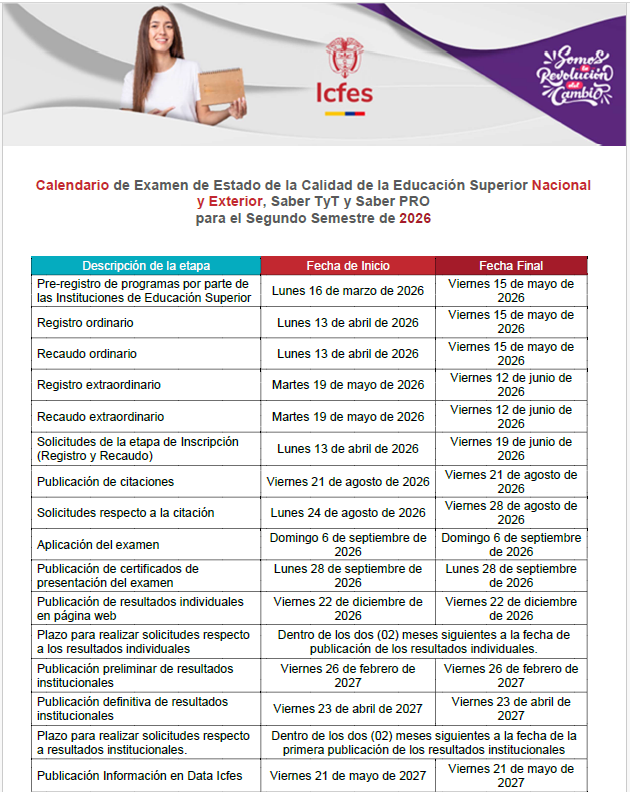 Icfes
Somos
la
Revolución
del
Cambio
Calendario de Examen de Estado de la Calidad de la Educación Superior Nacional
y Exterior, Saber TyT y Saber PRO
para el Segundo Semestre de 2026
Descripción de la etapa Fecha de Inicio Fecha Final
Pre-registro de programas por parte de
las Instituciones de Educación Superior
Lunes 16 de marzo de 2026
Viernes 15 de mayo de
2026
Registro ordinario
Lunes 13 de abril de 2026
Viernes 15 de mayo de
2026
Recaudo ordinario
Lunes 13 de abril de 2026
Viernes 15 de mayo de
2026
Registro extraordinario
Martes 19 de mayo de 2026
Viernes 12 de junio de
2026
Recaudo extraordinario
Martes 19 de mayo de 2026
Viernes 12 de junio de
2026
Solicitudes de la etapa de Inscripción
(Registro y Recaudo)
Lunes 13 de abril de 2026
Viernes 19 de junio de
2026
Publicación de citaciones
Viernes 21 de agosto de 2026
Viernes 21 de agosto de
2026
Solicitudes respecto a la citación
Lunes 24 de agosto de 2026
Viernes 28 de agosto de
2026
Aplicación del examen
Domingo 6 de septiembre de
2026
Domingo 6 de septiembre
de 2026
Publicación de certificados de
presentación del examen
Lunes 28 de septiembre de
2026
Lunes 28 de septiembre
de 2026
Publicación de resultados individuales
en página web
Viernes 22 de diciembre de
2026
Viernes 22 de diciembre de
2026
Plazo para realizar solicitudes respecto
a los resultados individuales
Dentro de los dos (02) meses siguientes a la fecha de
publicación de los resultados individuales.
Publicación preliminar de resultados
institucionales
Viernes 26 de febrero de
2027
Viernes 26 de febrero de
2027
Publicación definitiva de resultados
institucionales
Viernes 23 de abril de 2027
Viernes 23 de abril de
2027
Plazo para realizar solicitudes respecto
a resultados institucionales.
Dentro de los dos (02) meses siguientes a la fecha de la
primera publicación de los resultados institucionales
Publicación Información en Data Icfes
Viernes 21 de mayo de 2027
Viernes 21 de mayo de
2027